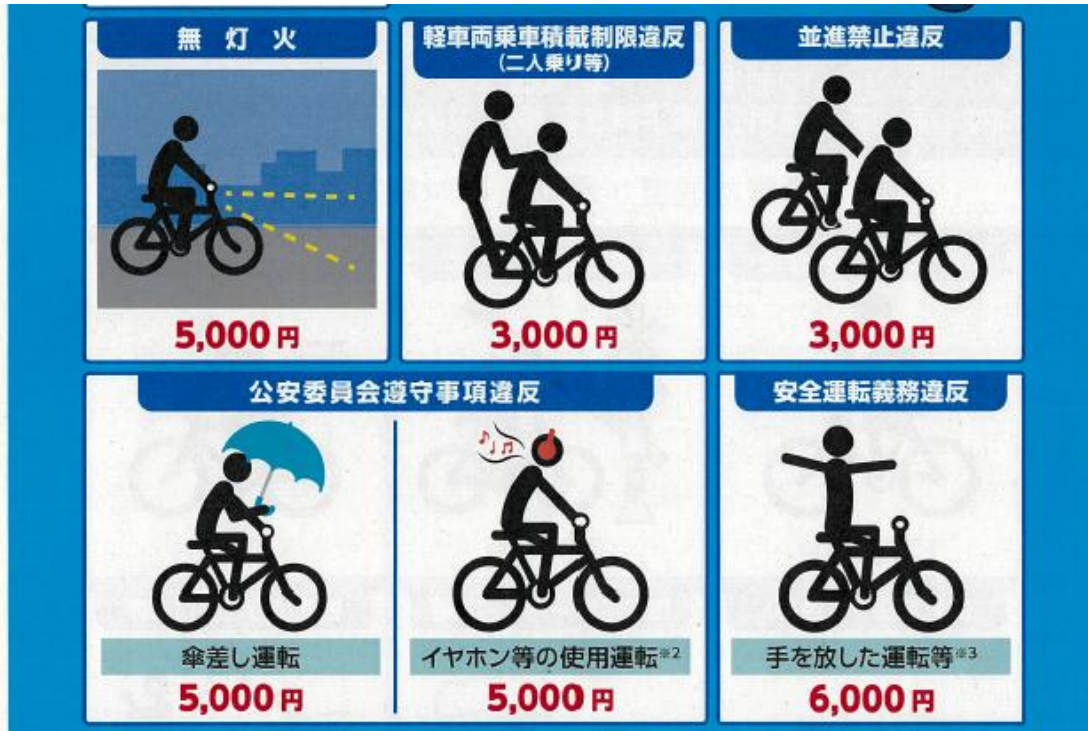 無灯火
5,000円
軽車両乗車積載制限違反
(二人乗り等)
3,000円
並進禁止違反
3,000円
公安委員会遵守事項違反
傘差し運転
5,000円
イヤホン等の使用運転※2
5,000円
安全運転義務違反
手を放した運転等※3
6,000円